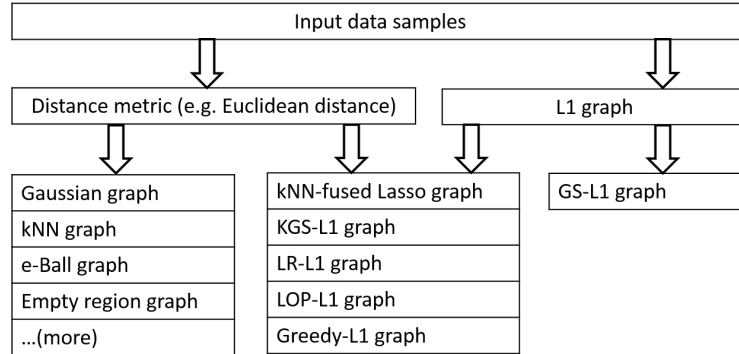 Input data samples
Distance metric (e.g. Euclidean distance)
L1 graph
Gaussian graph
kNN graph
e-Ball graph
Empty region graph
...(more)
kNN-fused Lasso graph
KGS-L1 graph
LR-L1 graph
LOP-L1 graph
Greedy-L1 graph
GS-L1 graph